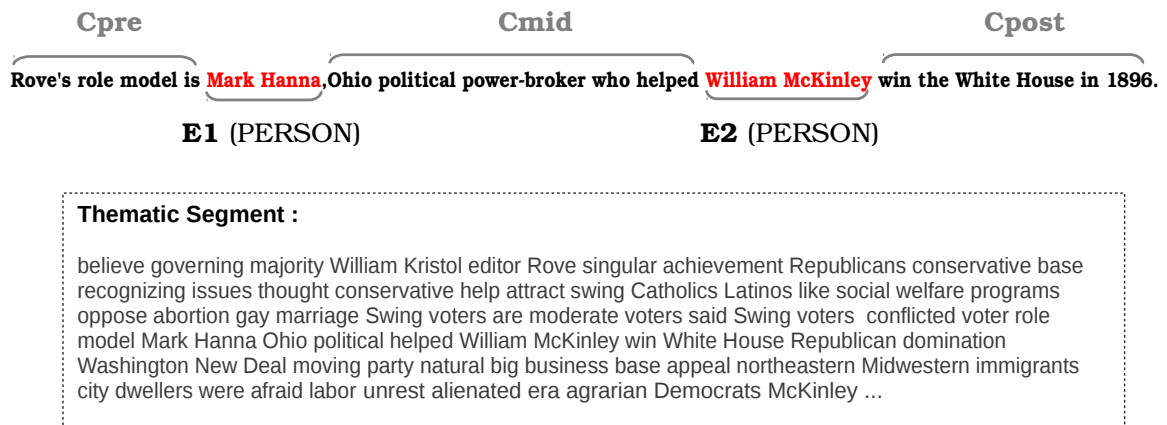 Cpre Cmid Cpost
Rove's role model is Mark Hanna,Ohio political power-broker who helped William McKinley win the White House in 1896.
E1 (PERSON) E2 (PERSON)
Thematic Segment :
believe governing majority William Kristol editor Rove singular achievement Republicans conservative base
recognizing issues thought conservative help attract swing Catholics Latinos like social welfare programs
oppose abortion gay marriage Swing voters are moderate voters said Swing voters conflicted voter role
model Mark Hanna Ohio political helped William McKinley win White House Republican domination
Washington New Deal moving party natural big business base appeal northeastern Midwestern immigrants
city dwellers were afraid labor unrest alienated era agrarian Democrats McKinley ...